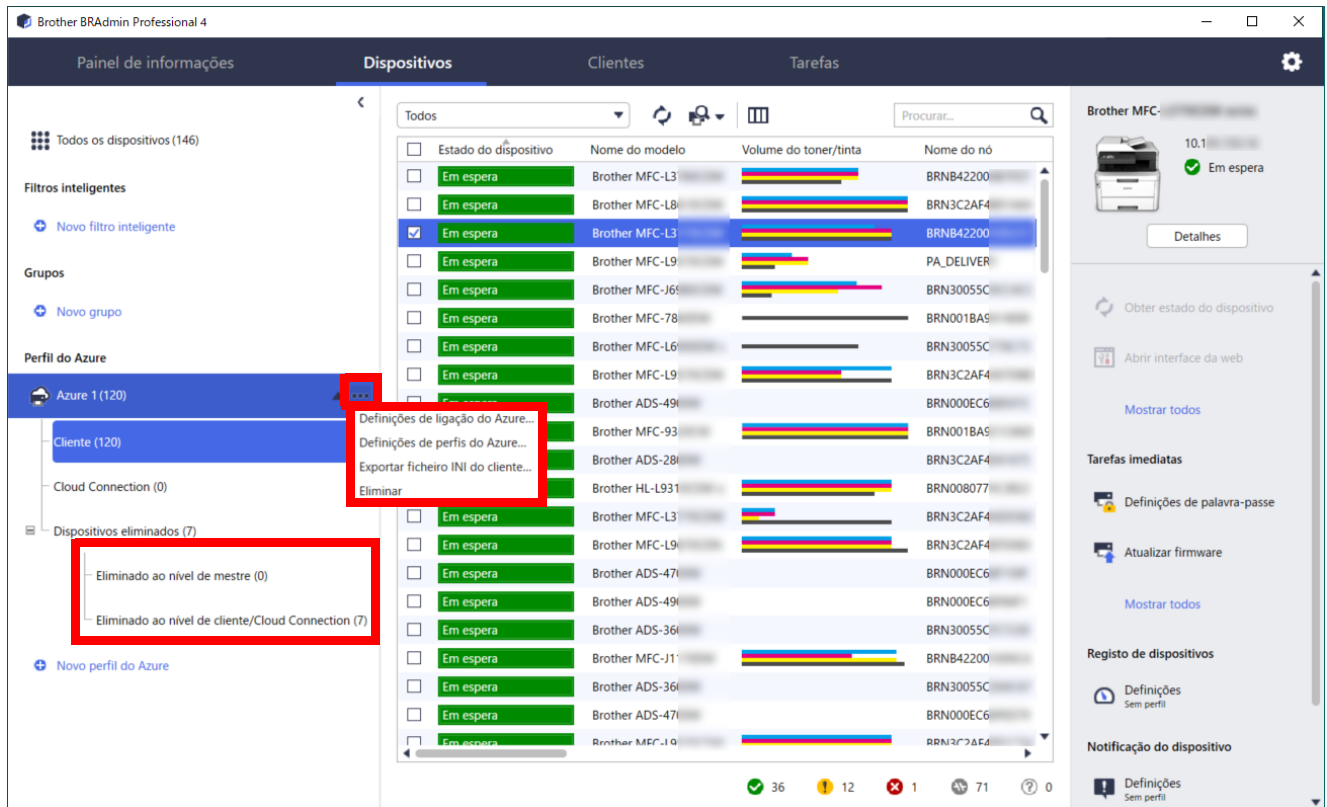 Brother BRAdmin Professional 4
Painel de informações
Dispositivos
Clientes
Tarefas
Todos os dispositivos (146)
Filtros inteligentes
Novo filtro inteligente
Grupos
Novo grupo
Perfil do Azure
Azure 1 (120)
Cliente (120)
Cloud Connection (0)
Dispositivos eliminados (7)
Eliminado ao nível de mestre (0)
Eliminado ao nível de cliente/Cloud Connection (7)
Novo perfil do Azure
Definições de ligação do Azure...
Definições de perfis do Azure...
Exportar ficheiro INI do cliente...
Eliminar
Todos
Procurar...
Estado do dispositivo Nome do modelo Volume do toner/tinta Nome do nó
Em espera Brother MFC-L3 BRNB42200
Em espera Brother MFC-L8 BRN3C2AF4
Em espera Brother MFC-L3 BRNB42200
Em espera Brother MFC-L9 PA_DELIVER
Em espera Brother MFC-J69 BRN30055C
Em espera Brother MFC-78 BRN001BA9
Em espera Brother MFC-L6 BRN30055C
Em espera Brother MFC-L9 BRN3C2AF4
Brother ADS-49 BRN000EC6
Brother MFC-93 BRN001BA9
Brother ADS-28 BRN3C2AF4
Brother HL-L931 BRN008077
Em espera Brother MFC-L3 BRN3C2AF4
Em espera Brother MFC-L9 BRN3C2AF4
Em espera Brother ADS-47 BRN000EC6
Em espera Brother ADS-49 BRN000EC6
Em espera Brother ADS-36 BRN30055C
Em espera Brother MFC-J1 BRNB42200
Em espera Brother ADS-36 BRN30055C
Em espera Brother ADS-47 BRN000EC6
Em espera Brother MFC-L9 BRN3C2AF4
36 12 1 71 0
Brother MFC-
10.1
Em espera
Detalhes
Obter estado do dispositivo
Abrir interface da web
Mostrar todos
Tarefas imediatas
Definições de palavra-passe
Atualizar firmware
Mostrar todos
Registo de dispositivos
Definições
Sem perfil
Notificação do dispositivo
Definições
Sem perfil